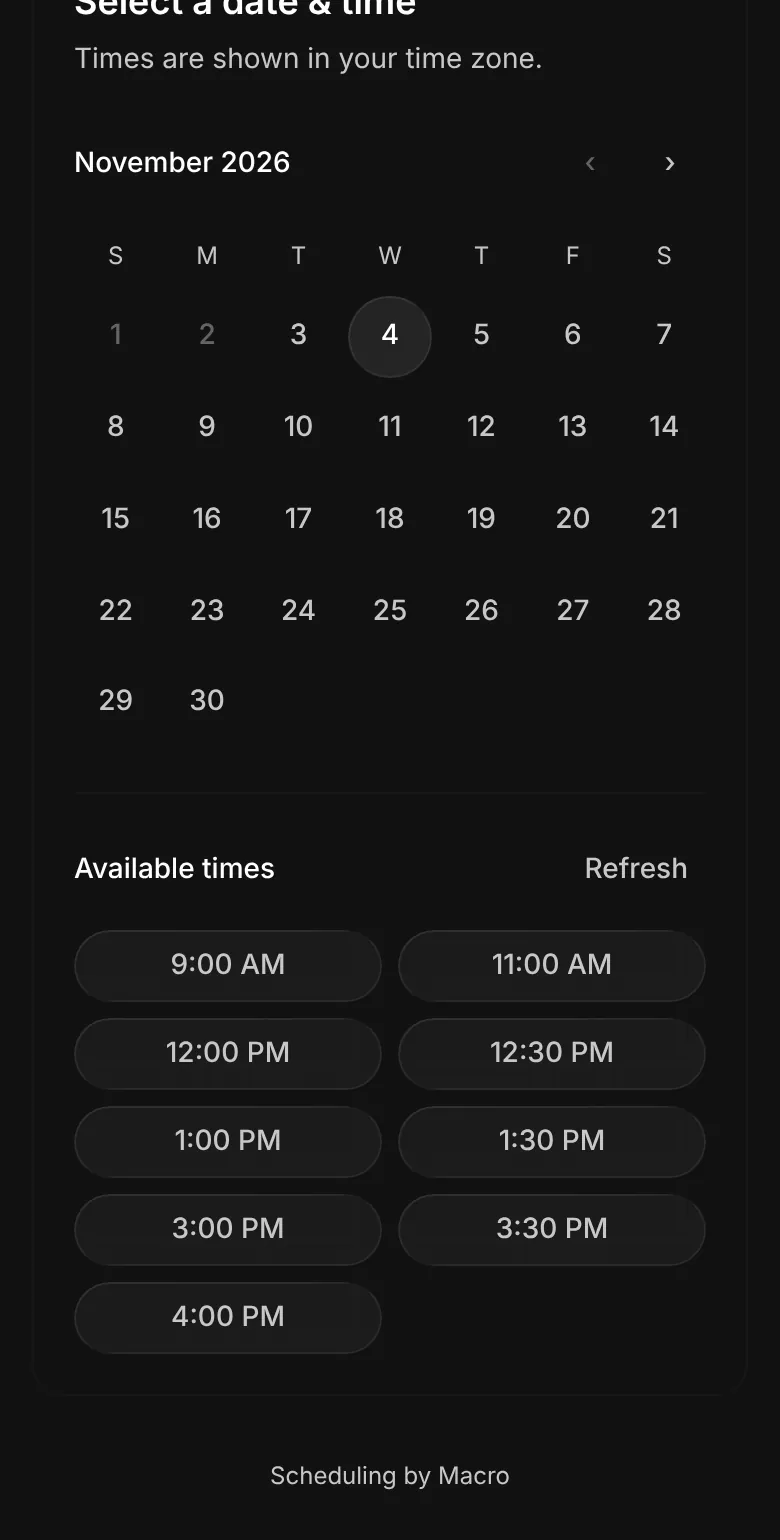 Select a date & time
Times are shown in your time zone.
November 2026 ‹ ›
S M T W T F S
1 2 3 4 5 6 7
8 9 10 11 12 13 14
15 16 17 18 19 20 21
22 23 24 25 26 27 28
29 30
Available times Refresh
9:00 AM 11:00 AM
12:00 PM 12:30 PM
1:00 PM 1:30 PM
3:00 PM 3:30 PM
4:00 PM
Scheduling by Macro